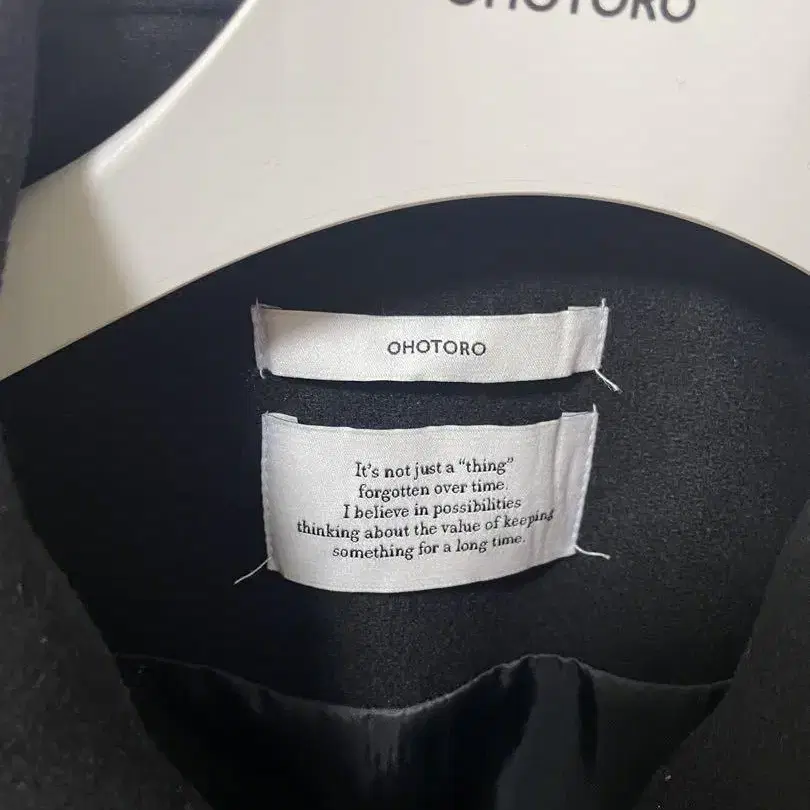 OHOTORO
OHOTORO
It's not just a "thing"
forgotten over time.
I believe in possibilities
thinking about the value of keeping
something for a long time.